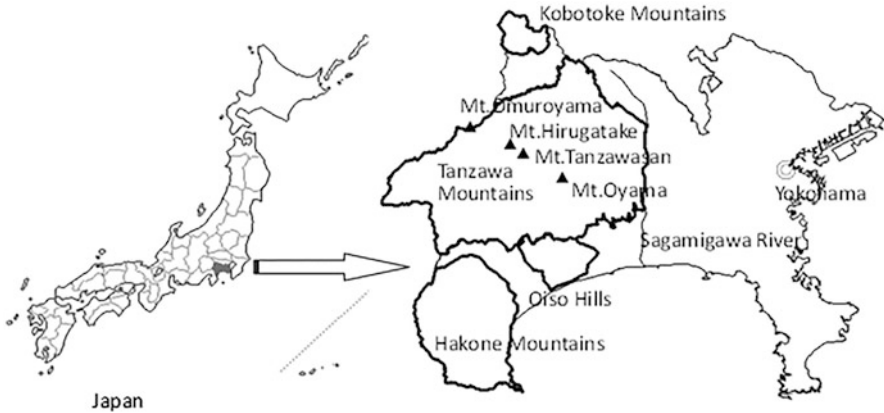 Kobotoke Mountains
Mt.Omuroyama
Mt.Hirugatake
Mt.Tanzawasan
Tanzawa
Mountains
Mt.Oyama
Yokohama
Sagamigawa River
Oiso Hills
Hakone Mountains
Japan